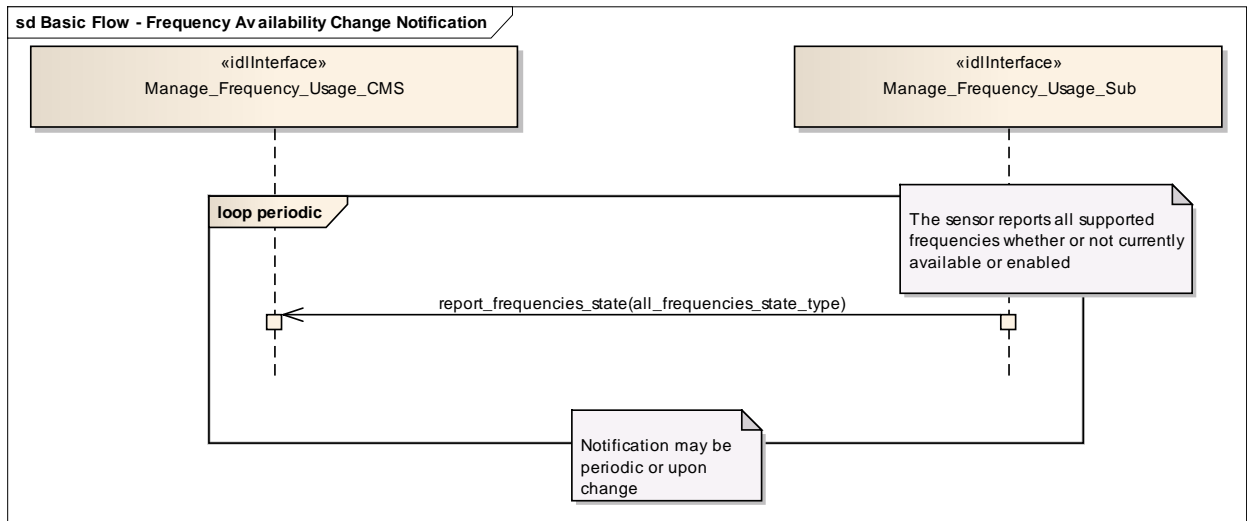 sd Basic Flow - Frequency Availability Change Notification
«idlInterface»
Manage_Frequency_Usage_CMS
«idlInterface»
Manage_Frequency_Usage_Sub
loop periodic
The sensor reports all supported
frequencies whether or not currently
available or enabled
report_frequencies_state(all_frequencies_state_type)
Notification may be
periodic or upon
change